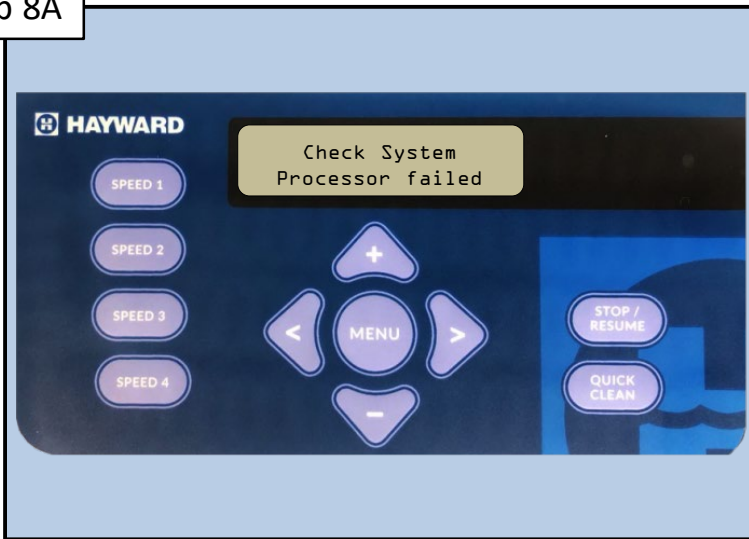 8A
HAYWARD
Check System
Processor failed
SPEED 1
SPEED 2
SPEED 3
SPEED 4
+
<
MENU
>
-
STOP /
RESUME
QUICK
CLEAN